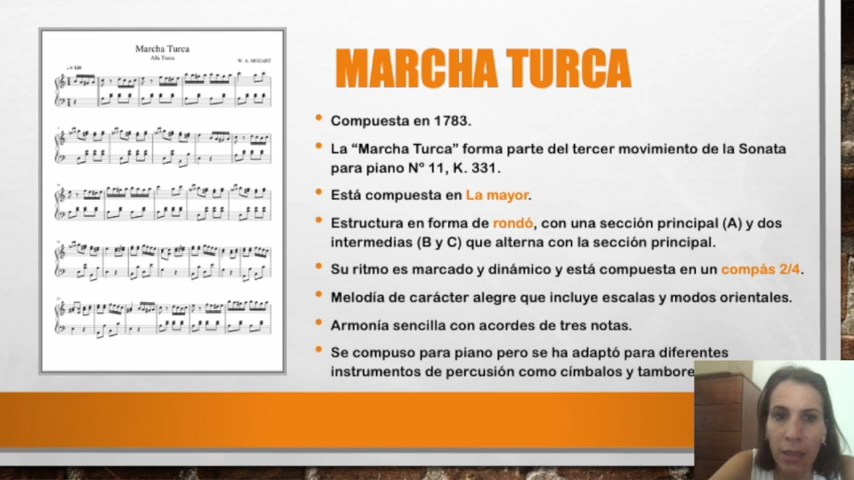 Marcha Turca
Alla Turca
W. A. MOZART
MARCHA TURCA
• Compuesta en 1783.
• La “Marcha Turca” forma parte del tercer movimiento de la Sonata
para piano Nº 11, K. 331.
• Está compuesta en La mayor.
• Estructura en forma de rondó, con una sección principal (A) y dos
intermedias (B y C) que alterna con la sección principal.
• Su ritmo es marcado y dinámico y está compuesta en un compás 2/4.
• Melodía de carácter alegre que incluye escalas y modos orientales.
• Armonía sencilla con acordes de tres notas.
• Se compuso para piano pero se ha adaptó para diferentes
instrumentos de percusión como címbalos y tambore